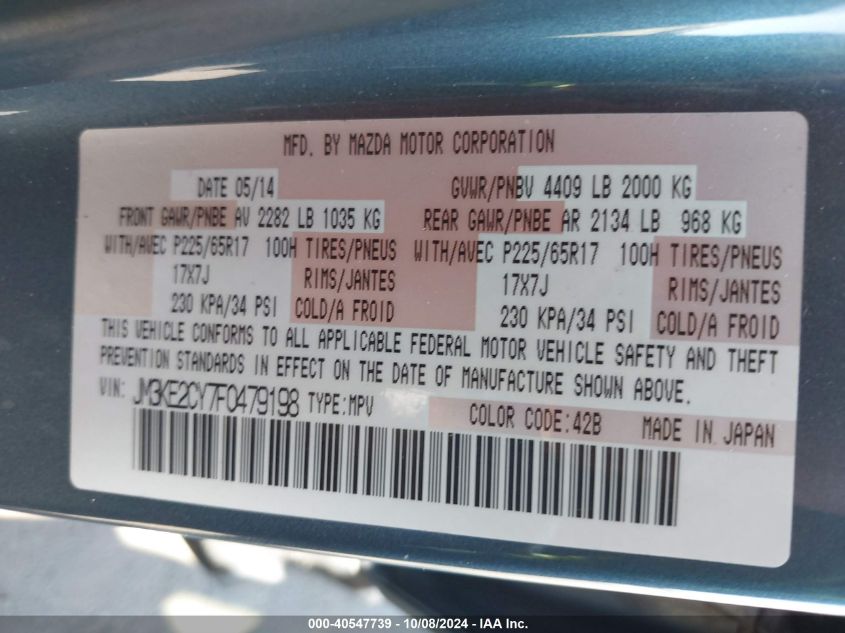 MFD. BY MAZDA MOTOR CORPORATION
DATE 05/14 GVWR/PNBV 4409 LB 2000 KG
FRONT GAWR/PNBE AV 2282 LB 1035 KG REAR GAWR/PNBE AR 2134 LB 968 KG
WITH/AVEC P225/65R17 100H TIRES/PNEUS WITH/AVEC P225/65R17 100H TIRES/PNEUS
17X7J RIMS/JANTES 17X7J RIMS/JANTES
230 KPA/34 PSI COLD/A FROID 230 KPA/34 PSI COLD/A FROID
THIS VEHICLE CONFORMS TO ALL APPLICABLE FEDERAL MOTOR VEHICLE SAFETY AND THEFT
PREVENTION STANDARDS IN EFFECT ON THE DATE OF MANUFACTURE SHOWN ABOVE.
VIN: JM3KE2CY7F0479198 TYPE:MPV COLOR CODE:42B MADE IN JAPAN
000-40547739 - 10/08/2024 - IAA Inc.